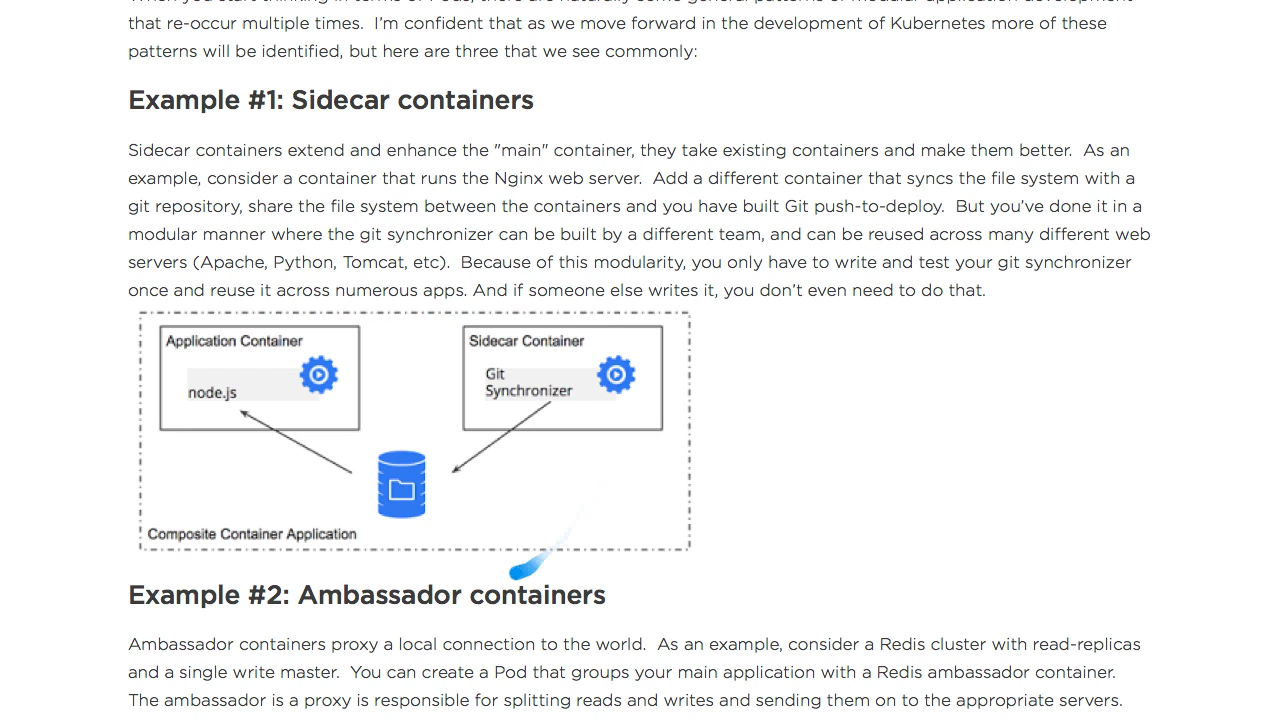 that re-occur multiple times.  I’m confident that as we move forward in the development of Kubernetes more of these
patterns will be identified, but here are three that we see commonly:
Example #1: Sidecar containers
Sidecar containers extend and enhance the "main" container, they take existing containers and make them better.  As an
example, consider a container that runs the Nginx web server.  Add a different container that syncs the file system with a
git repository, share the file system between the containers and you have built Git push-to-deploy.  But you’ve done it in a
modular manner where the git synchronizer can be built by a different team, and can be reused across many different web
servers (Apache, Python, Tomcat, etc).  Because of this modularity, you only have to write and test your git synchronizer
once and reuse it across numerous apps. And if someone else writes it, you don’t even need to do that.
Application Container
node.js
Sidecar Container
Git
Synchronizer
Composite Container Application
Example #2: Ambassador containers
Ambassador containers proxy a local connection to the world.  As an example, consider a Redis cluster with read-replicas
and a single write master.  You can create a Pod that groups your main application with a Redis ambassador container.
The ambassador is a proxy is responsible for splitting reads and writes and sending them on to the appropriate servers.